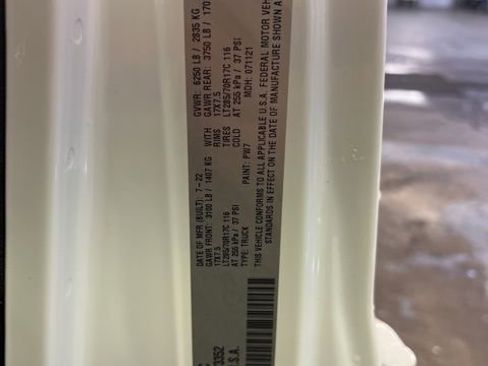 DATE OF MFR (BUILT): 7-22 GVWR: 6250 LB / 2835 KG
GAWR FRONT: 3100 LB / 1407 KG WITH GAWR REAR: 3750 LB / 170
17X7.5 RIMS 17X7.5
LT285/70R17C 116 TIRES LT285/70R17C 116
AT 255 kPa / 37 PSI COLD AT 255 kPa / 37 PSI
TYPE: TRUCK PAINT: PW7 MDH: 071121
THIS VEHICLE CONFORMS TO ALL APPLICABLE U.S.A. FEDERAL MOTOR VEH
STANDARDS IN EFFECT ON THE DATE OF MANUFACTURE SHOWN A
3352
.S.A.